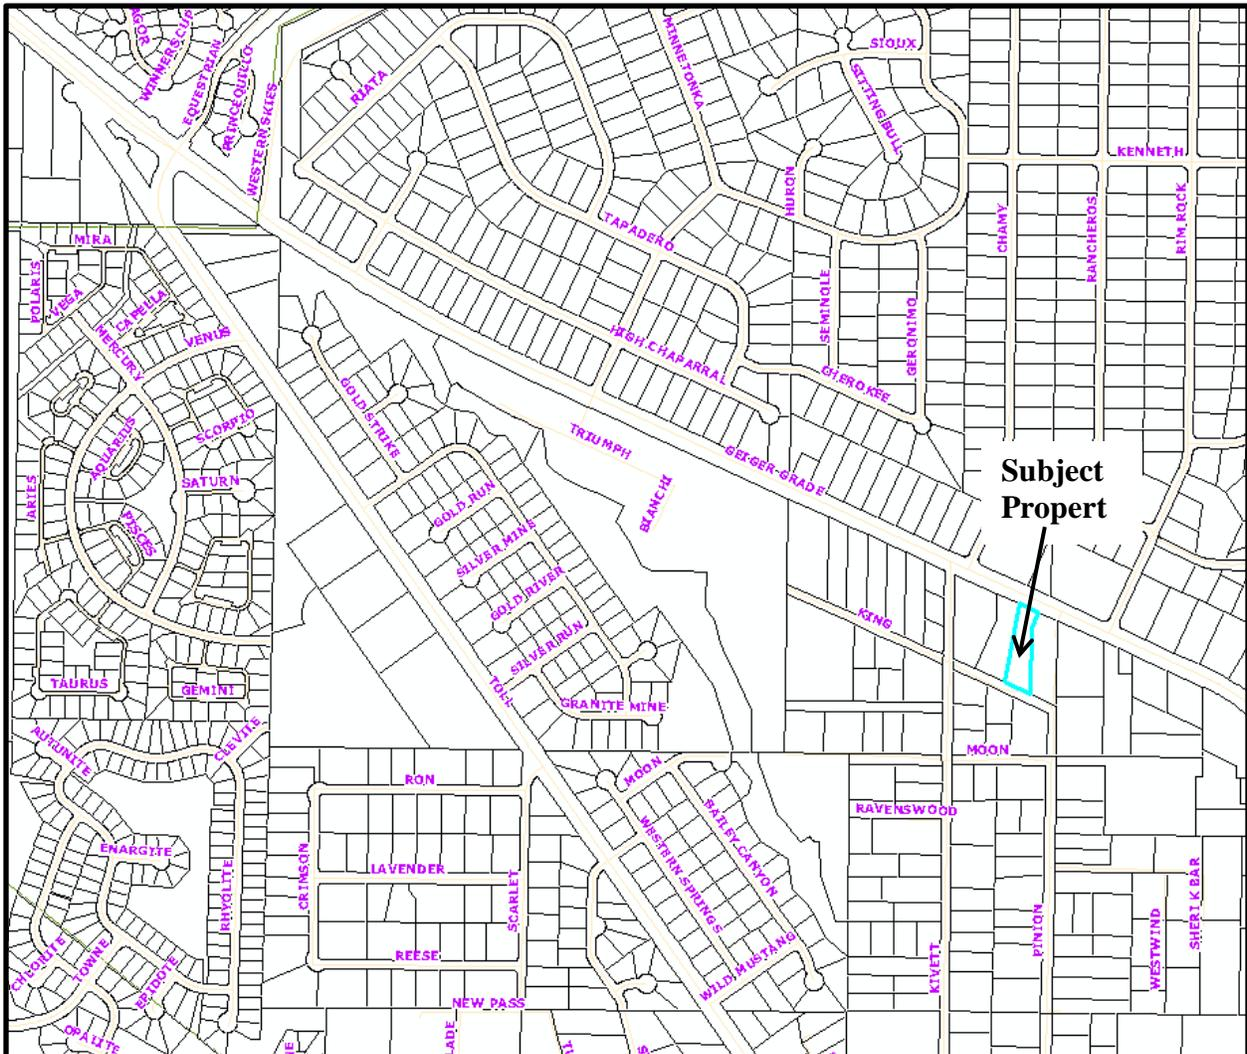 AGOR
WINNERS CUP
EQUESTRIAN
PRINCEQUILLO
WESTERN SKIES
RIATA
MINNETONKA
SIOUX
SITTING BULL
KENNETH
HURON
CHAMY
RANCHEROS
RIM ROCK
TAPADERO
MIRA
POLARIS
VEGA
CAPELLA
MERCURY
VENUS
SEMINOLE
GERONIMO
HIGH CHAPARRAL
CHEROKEE
GOLD STRIKE
SCORPIO
AQUARIUS
TRIUMPH
GEIGER GRADE
BIANCHI
Subject
Propert
ARIES
SATURN
PISCES
GOLD RUN
SILVER MINE
GOLD RIVER
SILVER RUN
KING
TAURUS
GEMINI
TOLL
GRANITE MINE
AUTUNITE
CLEVITE
MOON
MOON
RON
RAVENSWOOD
BAILEY CANYON
WESTERN SPRINGS
ENARGITE
RHYOLITE
CRIMSON
LAVENDER
SCARLET
SHERI K BAR
WESTWIND
PINION
KIVETT
WILD MUSTANG
REESE
NEW PASS
CHLORITE
TOWNE
EPIDOTE
OPALITE
LADE